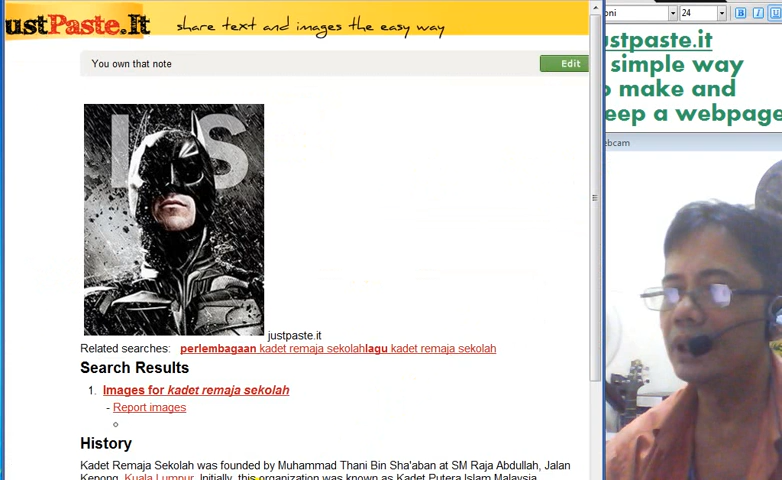 ustPaste.It share text and images the easy way
oni 24 B I U
You own that note Edit
ustpaste.it
simple way
o make and
eep a webpage
ebcam
S
justpaste.it
Related searches: perlembagaan kadet remaja sekolahlagu kadet remaja sekolah
Search Results
1. Images for kadet remaja sekolah
- Report images
History
Kadet Remaja Sekolah was founded by Muhammad Thani Bin Sha'aban at SM Raja Abdullah, Jalan
Kepong, Kuala Lumpur. Initially, this organization was known as Kadet Putera Islam Malaysia